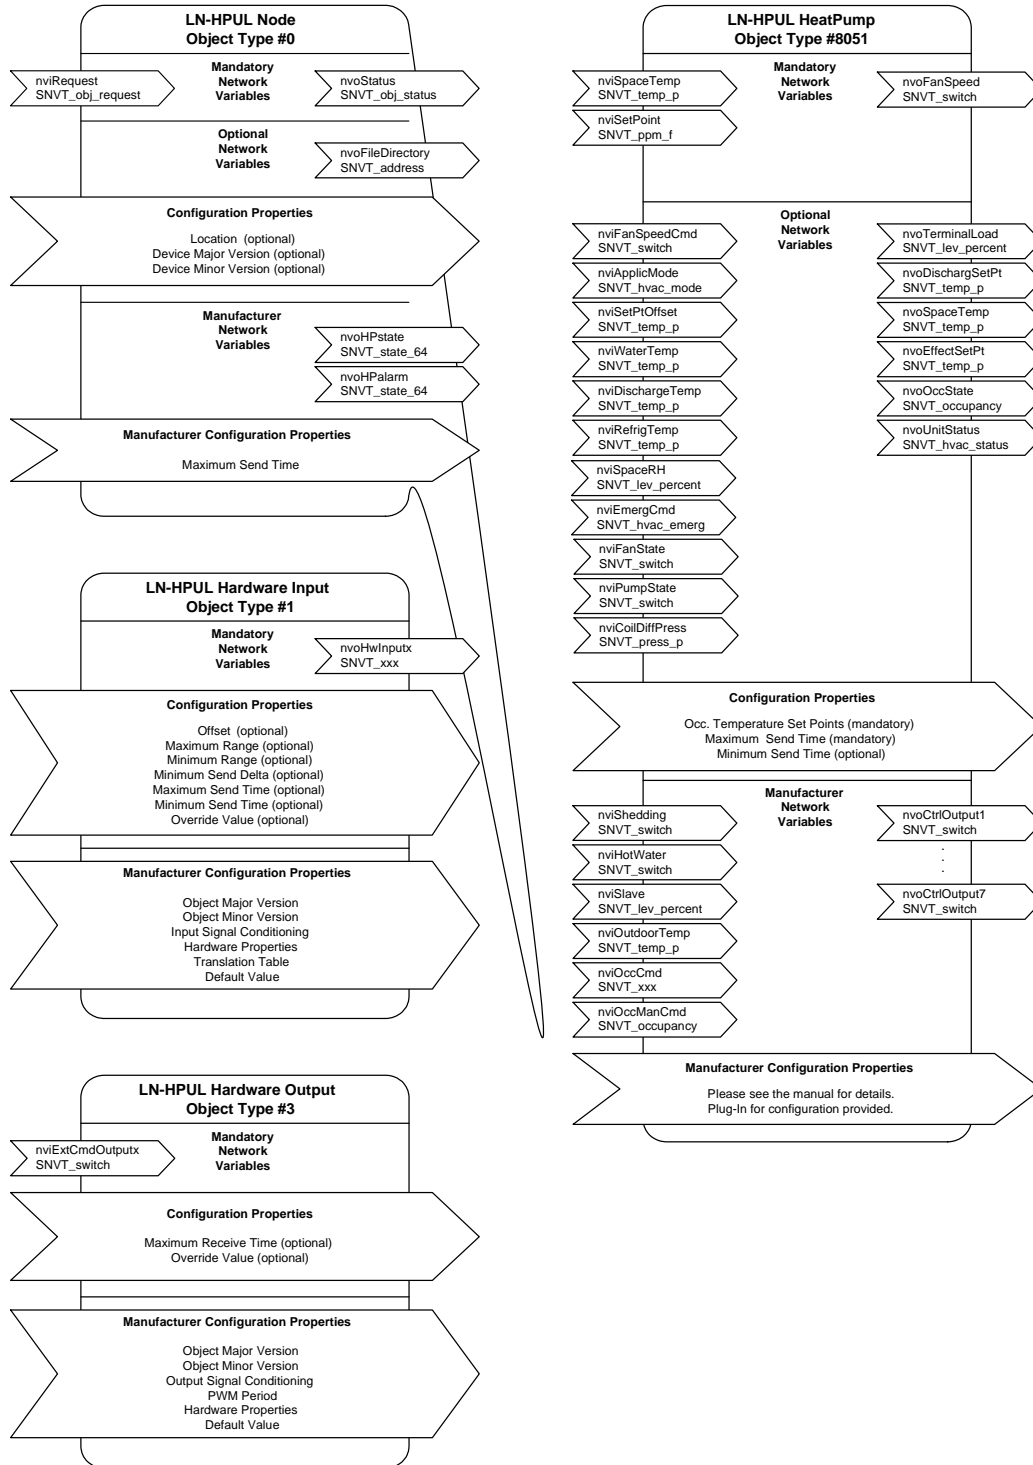 LN-HPUL Node
Object Type #0
Mandatory
Network
Variables
nviRequest
SNVT_obj_request
nvoStatus
SNVT_obj_status
Optional
Network
Variables
nvoFileDirectory
SNVT_address
Configuration Properties
Location (optional)
Device Major Version (optional)
Device Minor Version (optional)
Manufacturer
Network
Variables
nvoHPstate
SNVT_state_64
nvoHPalarm
SNVT_state_64
Manufacturer Configuration Properties
Maximum Send Time
LN-HPUL Hardware Input
Object Type #1
Mandatory
Network
Variables
nvoHwInputx
SNVT_xxx
Configuration Properties
Offset (optional)
Maximum Range (optional)
Minimum Range (optional)
Minimum Send Delta (optional)
Maximum Send Time (optional)
Minimum Send Time (optional)
Override Value (optional)
Manufacturer Configuration Properties
Object Major Version
Object Minor Version
Input Signal Conditioning
Hardware Properties
Translation Table
Default Value
LN-HPUL Hardware Output
Object Type #3
Mandatory
Network
Variables
nviExtCmdOutputx
SNVT_switch
Configuration Properties
Maximum Receive Time (optional)
Override Value (optional)
Manufacturer Configuration Properties
Object Major Version
Object Minor Version
Output Signal Conditioning
PWM Period
Hardware Properties
Default Value
LN-HPUL HeatPump
Object Type #8051
Mandatory
Network
Variables
nviSpaceTemp
SNVT_temp_p
nviSetPoint
SNVT_ppm_f
nvoFanSpeed
SNVT_switch
Optional
Network
Variables
nviFanSpeedCmd
SNVT_switch
nviApplicMode
SNVT_hvac_mode
nviSetPtOffset
SNVT_temp_p
nviWaterTemp
SNVT_temp_p
nviDischargeTemp
SNVT_temp_p
nviRefrigTemp
SNVT_temp_p
nviSpaceRH
SNVT_lev_percent
nviEmergCmd
SNVT_hvac_emerg
nviFanState
SNVT_switch
nviPumpState
SNVT_switch
nviCoilDiffPress
SNVT_press_p
nvoTerminalLoad
SNVT_lev_percent
nvoDischargSetPt
SNVT_temp_p
nvoSpaceTemp
SNVT_temp_p
nvoEffectSetPt
SNVT_temp_p
nvoOccState
SNVT_occupancy
nvoUnitStatus
SNVT_hvac_status
Configuration Properties
Occ. Temperature Set Points (mandatory)
Maximum Send Time (mandatory)
Minimum Send Time (optional)
Manufacturer
Network
Variables
nviShedding
SNVT_switch
nviHotWater
SNVT_switch
nviSlave
SNVT_lev_percent
nviOutdoorTemp
SNVT_temp_p
nviOccCmd
SNVT_xxx
nviOccManCmd
SNVT_occupancy
nvoCtrlOutput1
SNVT_switch
.
.
.
nvoCtrlOutput7
SNVT_switch
Manufacturer Configuration Properties
Please see the manual for details.
Plug-In for configuration provided.